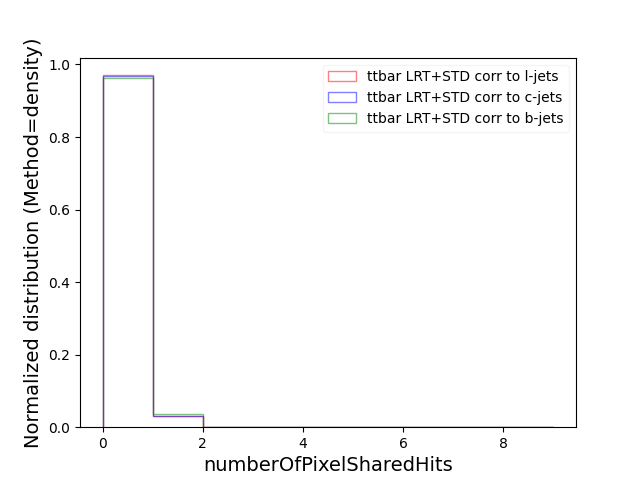 ttbar LRT+STD corr to l-jets
ttbar LRT+STD corr to c-jets
ttbar LRT+STD corr to b-jets
Normalized distribution (Method=density)
1.0
0.8
0.6
0.4
0.2
0.0
0 2 4 6 8
numberOfPixelSharedHits